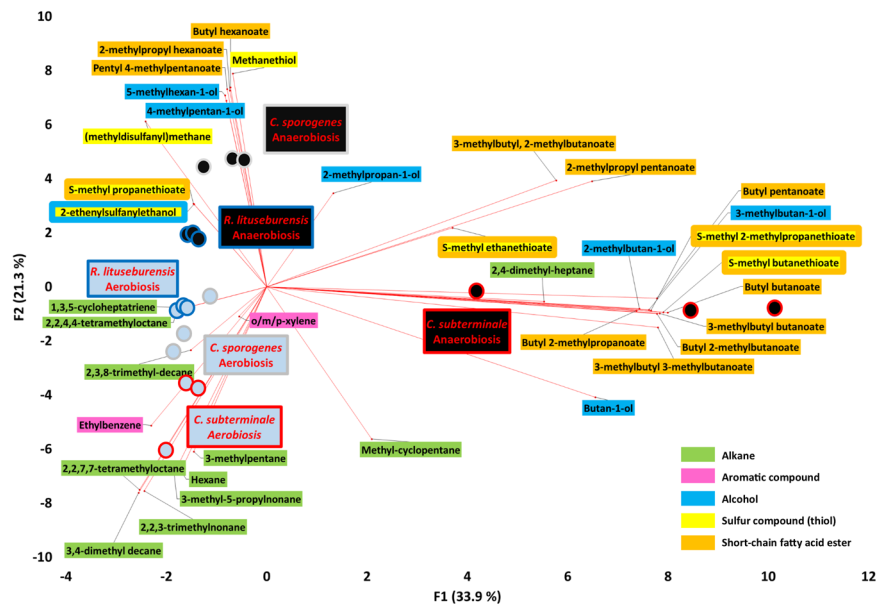 Butyl hexanoate
2-methylpropyl hexanoate
Pentyl 4-methylpentanoate
Methanethiol
5-methylhexan-1-ol
4-methylpentan-1-ol
(methyldisulfanyl)methane
C. sporogenes
Anaerobiosis
3-methylbutyl, 2-methylbutanoate
2-methylpropyl pentanoate
2-methylpropan-1-ol
S-methyl propanethioate
2-ethenylsulfanylethanol
R. lituseburensis
Anaerobiosis
Butyl pentanoate
3-methylbutan-1-ol
S-methyl 2-methylpropanethioate
S-methyl ethanethioate
2-methylbutan-1-ol
S-methyl butanethioate
2,4-dimethyl-heptane
Butyl butanoate
R. lituseburensis
Aerobiosis
1,3,5-cycloheptatriene
2,2,4,4-tetramethyloctane
o/m/p-xylene
C. subterminale
Anaerobiosis
3-methylbutyl butanoate
Butyl 2-methylpropanoate
Butyl 2-methylbutanoate
3-methylbutyl 3-methylbutanoate
C. sporogenes
Aerobiosis
2,3,8-trimethyl-decane
Butan-1-ol
Ethylbenzene
C. subterminale
Aerobiosis
Methyl-cyclopentane
3-methylpentane
2,2,7,7-tetramethyloctane
Hexane
3-methyl-5-propylnonane
2,2,3-trimethylnonane
3,4-dimethyl decane
Alkane
Aromatic compound
Alcohol
Sulfur compound (thiol)
Short-chain fatty acid ester
10
8
6
4
2
0
-2
-4
-6
-8
-10
F2 (21.3 %)
-4 -2 0 2 4 6 8 10 12 14
F1 (33.9 %)